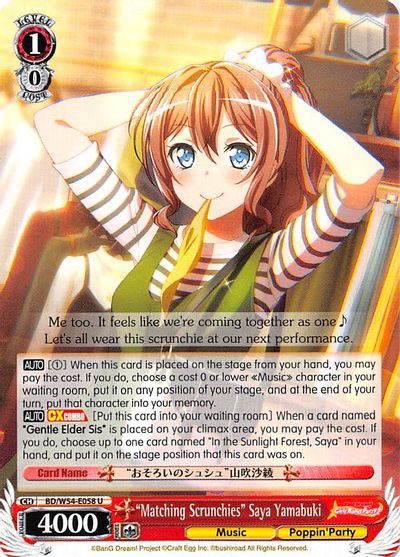 LEVEL
1
0
COST
Me too. It feels like we're coming together as one♪
Let's all wear this scrunchie at our next performance.
AUTO [①] When this card is placed on the stage from your hand, you may
pay the cost. If you do, choose a cost 0 or lower «Music» character in your
waiting room, put it on any position of your stage, and at the end of your
turn, put that character into your memory.
AUTO CXCOMBO [Put this card into your waiting room] When a card named
"Gentle Elder Sis" is placed on your climax area, you may pay the cost. If
you do, choose up to one card named "In the Sunlight Forest, Saya" in your
hand, and put it on the stage position that this card was on.
Card Name
“おそろいのシュシュ”山吹沙綾
CH BD/WS4-E058 U
"Matching Scrunchies" Saya Yamabuki
POWER
4000
Music
Poppin'Party
©BanG Dream! Project ©Craft Egg Inc. ©bushiroad All Rights Reserved.